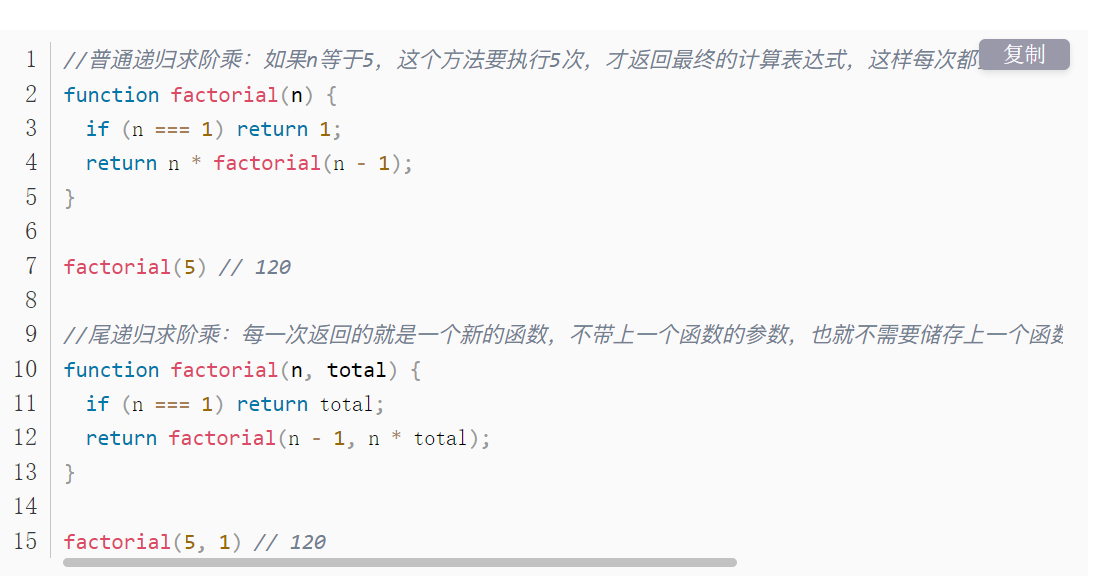 1 //普通递归求阶乘：如果n等于5，这个方法要执行5次，才返回最终的计算表达式，这样每次都 复制
2 function factorial(n) {
3 if (n === 1) return 1;
4 return n * factorial(n - 1);
5 }
6
7 factorial(5) // 120
8
9 //尾递归求阶乘：每一次返回的就是一个新的函数，不带上一个函数的参数，也就不需要储存上一个函
10 function factorial(n, total) {
11 if (n === 1) return total;
12 return factorial(n - 1, n * total);
13 }
14
15 factorial(5, 1) // 120